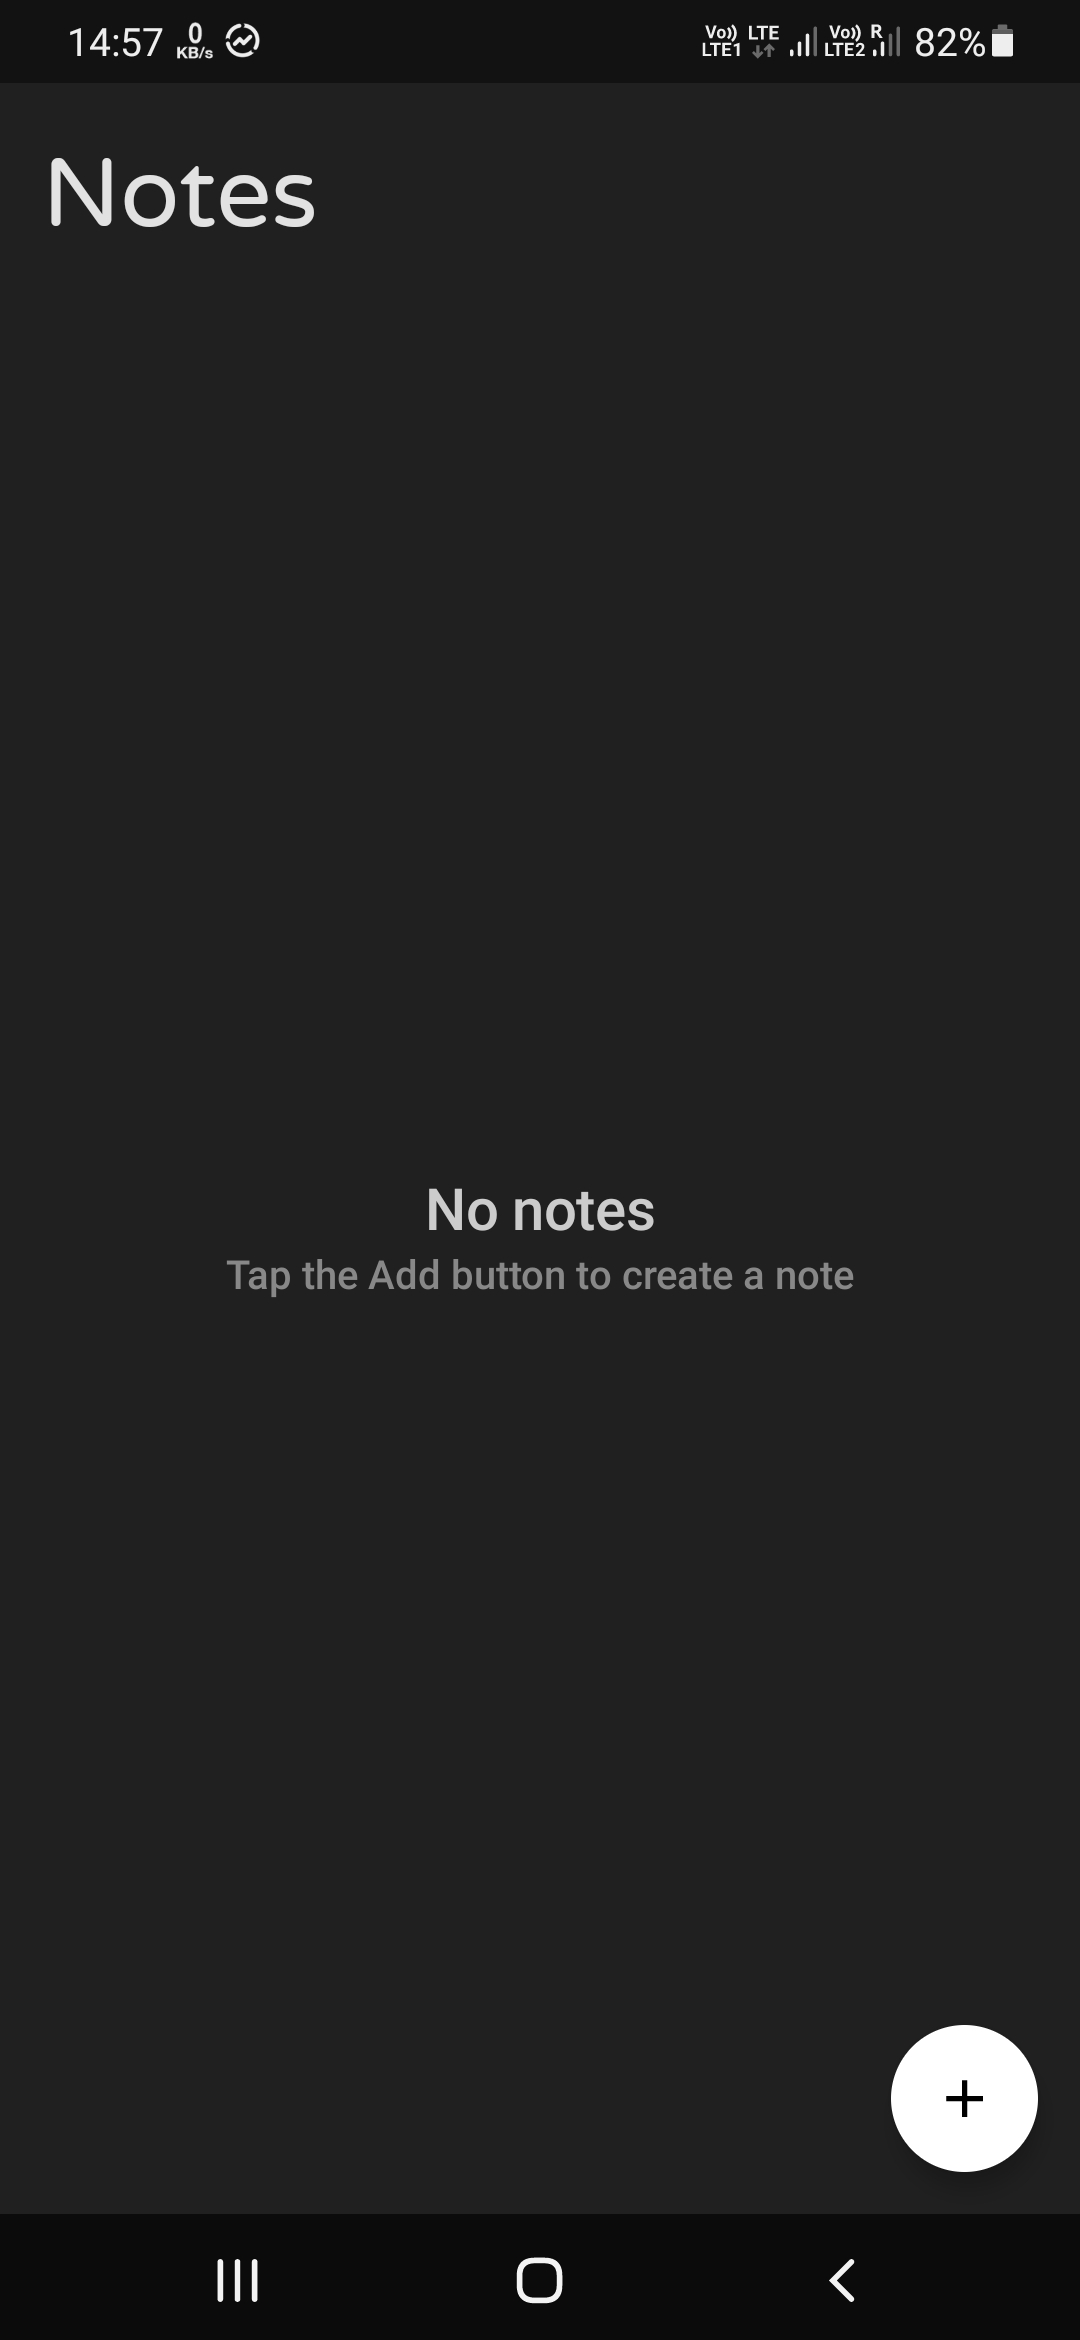 14:57 0 KB/s Vo)) LTE1 LTE Vo)) LTE2 R 82%
Notes
No notes
Tap the Add button to create a note